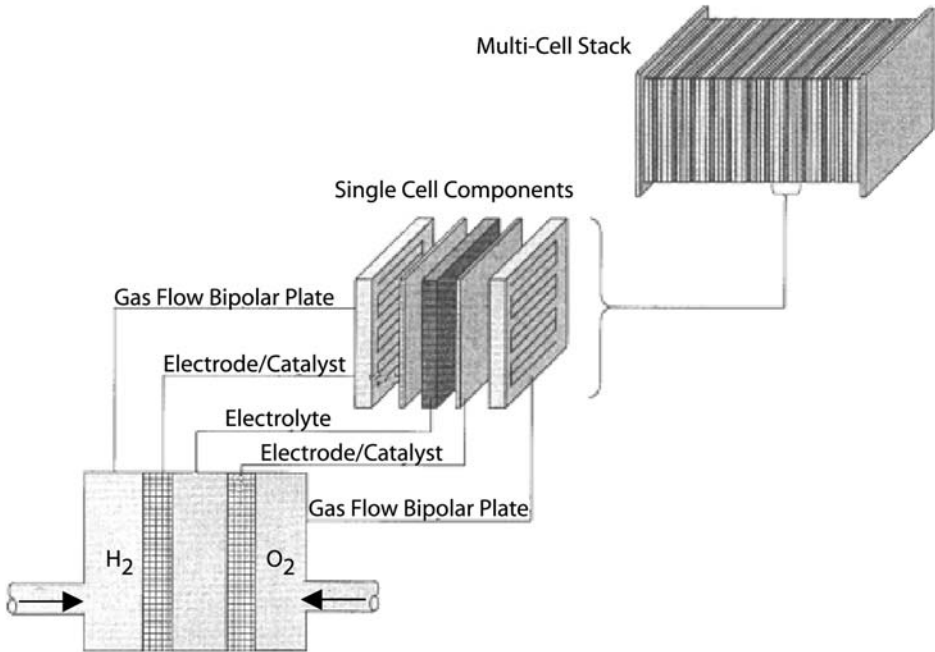 Multi-Cell Stack
Single Cell Components
Gas Flow Bipolar Plate
Electrode/Catalyst
Electrolyte
Electrode/Catalyst
Gas Flow Bipolar Plate
H2
O2